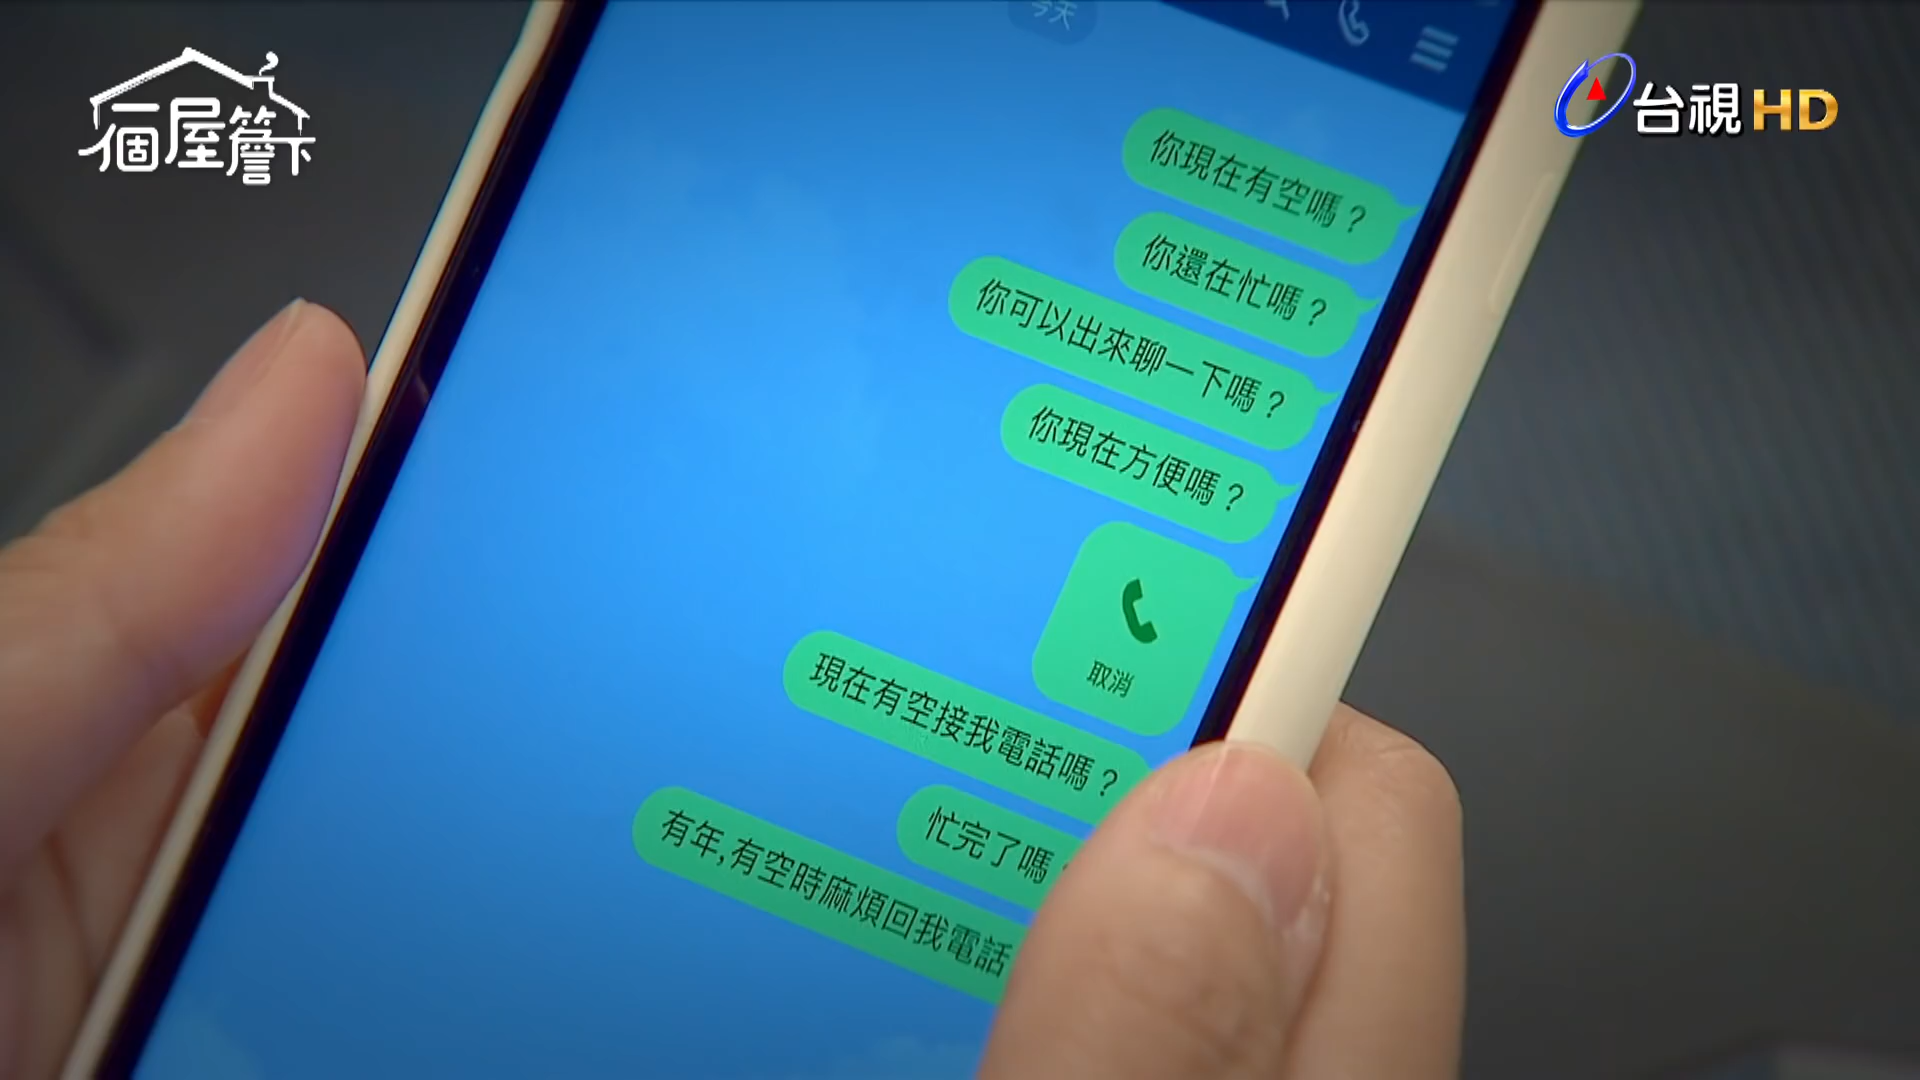 一個屋簷下
台視HD
今天
你現在有空嗎？
你還在忙嗎？
你可以出來聊一下嗎？
你現在方便嗎？
取消
現在有空接我電話嗎？
忙完了嗎
有年,有空時麻煩回我電話